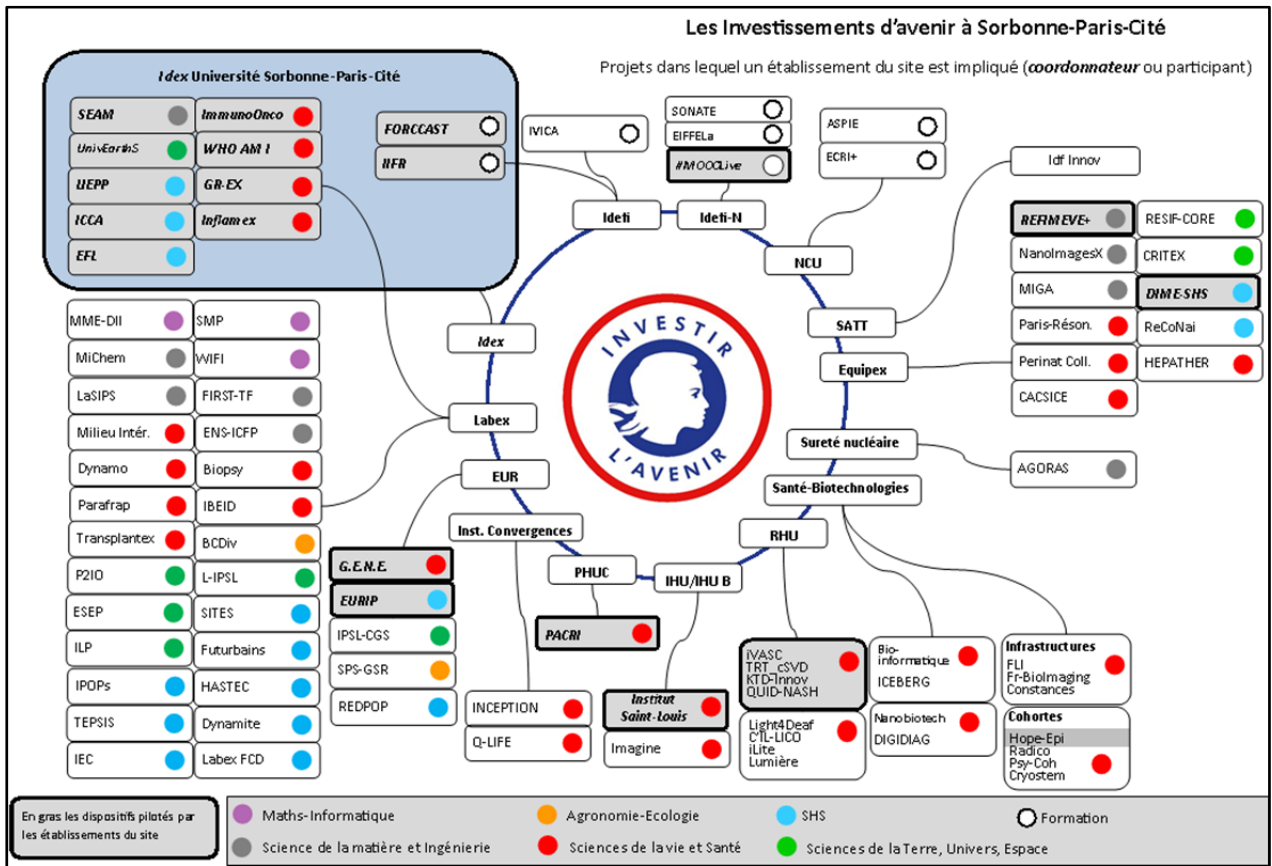 Les Investissements d'avenir à Sorbonne-Paris-Cité
Projets dans lequel un établissement du site est impliqué (coordonnateur ou participant)
Idex Université Sorbonne-Paris-Cité
SEAM
ImmunoOnco
UnivEarthS
WHO AM I
UEPP
GR-EX
ICCA
Inflamex
EFL
FORCCAST
IIFR
IVICA
SONATE
EIFFELa
#MOOCLive
ASPIE
ECRI+
Idf Innov
Idefi
Idefi-N
NCU
SATT
Equipex
Sureté nucléaire
Santé-Biotechnologies
RHU
IHU/IHU B
PHUC
Inst. Convergences
EUR
Labex
Idex
INVESTIR
L'AVENIR
REFIMEVE+
RESIF-CORE
NanoImagesX
CRITEX
MIGA
DIME-SHS
Paris-Réson.
ReCoNai
Perinat Coll.
HEPATHER
CACSICE
AGORAS
MME-DII
SMP
MiChem
WIFI
LaSIPS
FIRST-TF
Milieu Intér.
ENS-ICFP
Dynamo
Biopsy
Parafrap
IBEID
Transplantex
BCDiv
P2IO
L-IPSL
ESEP
SITES
ILP
Futurbains
IPOPs
HASTEC
TEPSIS
Dynamite
IEC
Labex FCD
G.E.N.E.
EURIP
IPSL-CGS
SPS-GSR
REDPOP
INCEPTION
Q-LIFE
PACRI
Institut
Saint-Louis
Imagine
iVASC
TRT_cSVD
KTD-Innov
QUID-NASH
Light4Deaf
C'IL-LICO
iLite
Lumière
Bio-
informatique
ICEBERG
Nanobiotech
DIGIDIAG
Infrastructures
FLI
Fr-BioImaging
Constances
Cohortes
Hope-Epi
Radico
Psy-Coh
Cryostem
En gras les dispositifs pilotés par
les établissements du site
Maths-Informatique
Agronomie-Ecologie
SHS
Formation
Science de la matière et Ingénierie
Sciences de la vie et Santé
Sciences de la Terre, Univers, Espace